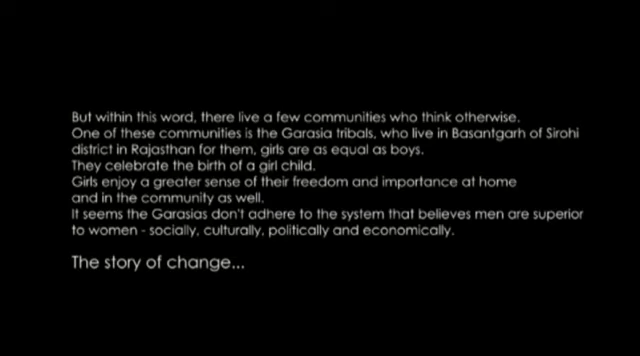 But within this word, there live a few communities who think otherwise.
One of these communities is the Garasia tribals, who live in Basantgarh of Sirohi
district in Rajasthan for them, girls are as equal as boys.
They celebrate the birth of a girl child.
Girls enjoy a greater sense of their freedom and importance at home
and in the community as well.
It seems the Garasias don't adhere to the system that believes men are superior
to women - socially, culturally, politically and economically.
The story of change...